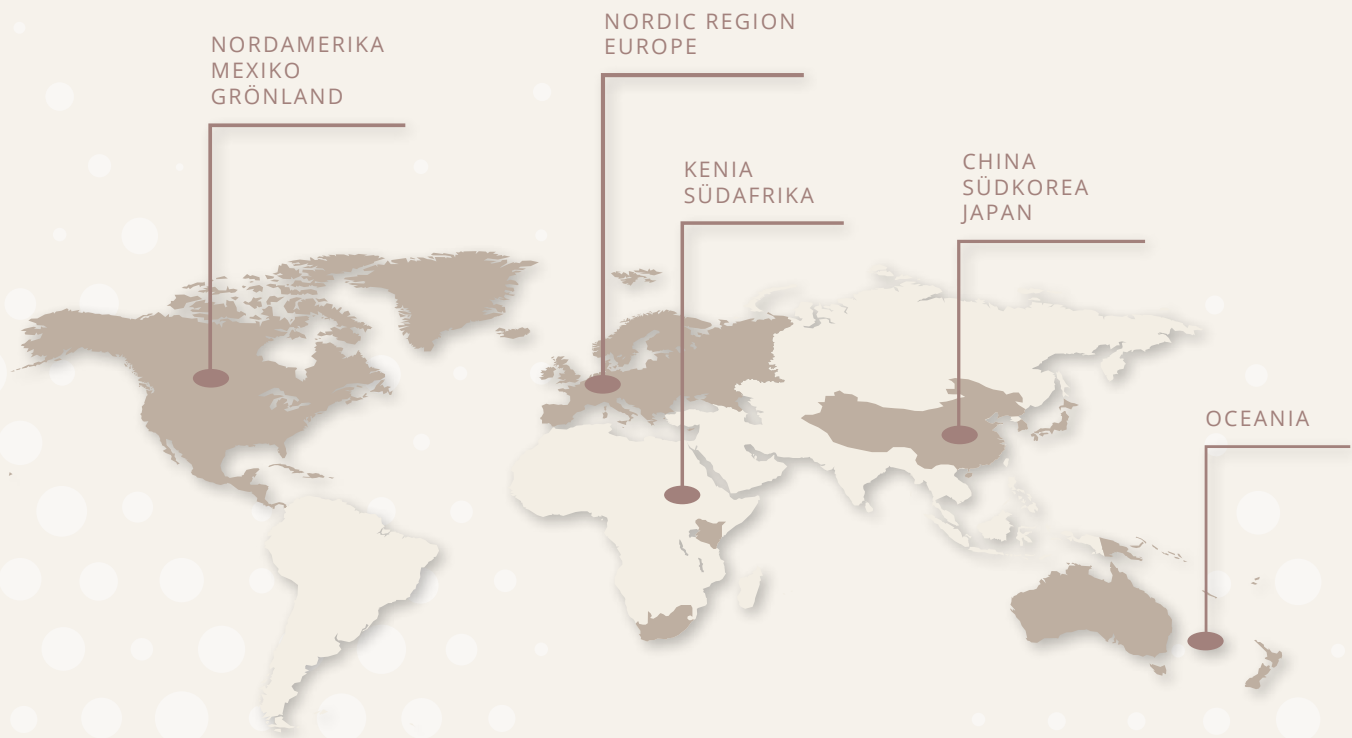 NORDAMERIKA
MEXIKO
GRÖNLAND
NORDIC REGION
EUROPE
KENIA
SÜDAFRIKA
CHINA
SÜDKOREA
JAPAN
OCEANIA